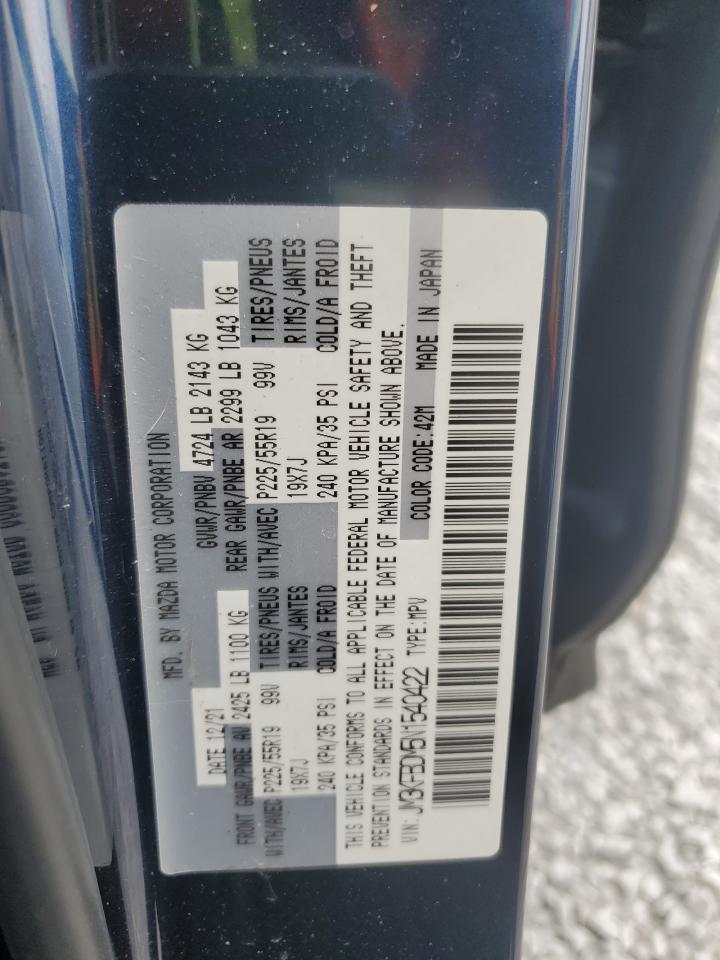 MFD. BY MAZDA MOTOR CORPORATION
12/21 GVWR/PNBV 4724 LB 2143 KG
FRONT GAWR/PNBE AV 2425 LB 1100 KG REAR GAWR/PNBE AR 2299 LB 1043 KG
WITH/AVEC P225/55R19 99V TIRES/PNEUS WITH/AVEC P225/55R19 99V TIRES/PNEUS
19X7J RIMS/JANTES 19X7J RIMS/JANTES
240 KPA/35 PSI COLD/A FROID 240 KPA/35 PSI COLD/A FROID
THIS VEHICLE CONFORMS TO ALL APPLICABLE FEDERAL MOTOR VEHICLE SAFETY AND THEFT
PREVENTION STANDARDS IN EFFECT ON THE DATE OF MANUFACTURE SHOWN ABOVE.
VIN: JM3KFBDM5N1540422 TYPE:MPV COLOR CODE:42M MADE IN JAPAN